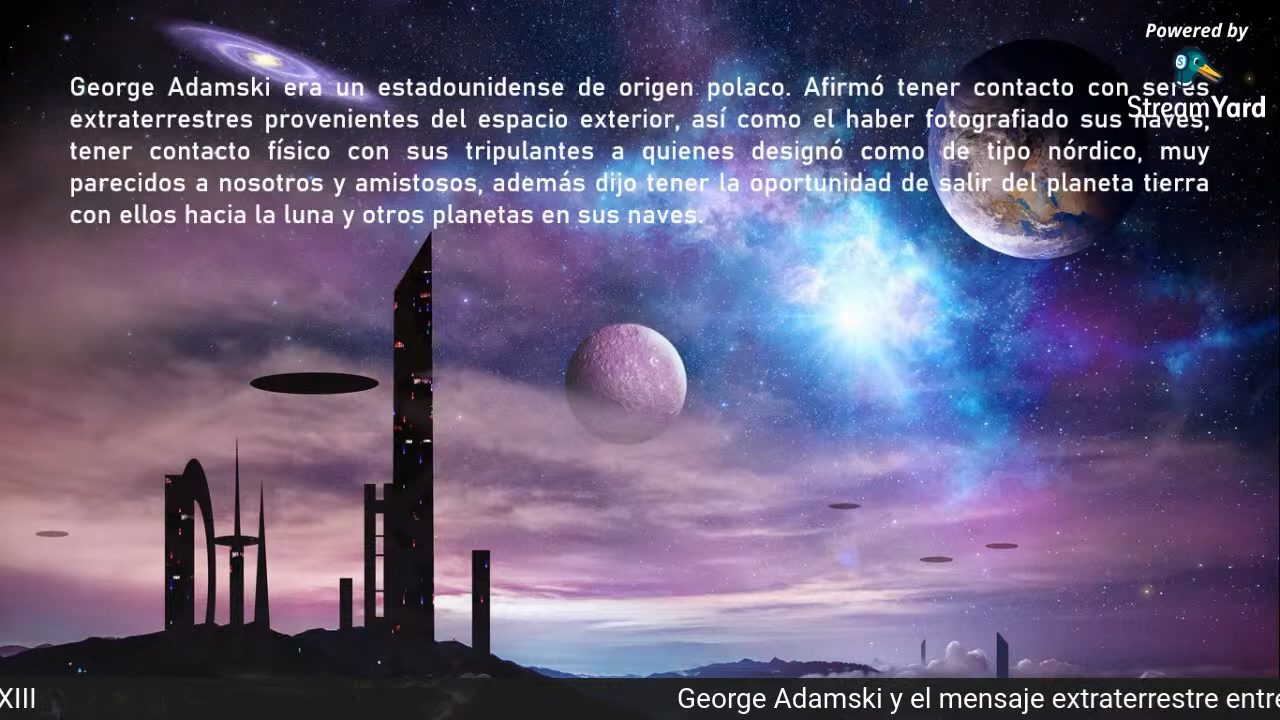 Powered by
StreamYard
George Adamski era un estadounidense de origen polaco. Afirmó tener contacto con seres
extraterrestres provenientes del espacio exterior, así como el haber fotografiado sus naves,
tener contacto físico con sus tripulantes a quienes designó como de tipo nórdico, muy
parecidos a nosotros y amistosos, además dijo tener la oportunidad de salir del planeta tierra
con ellos hacia la luna y otros planetas en sus naves.
XIII
George Adamski y el mensaje extraterrestre entre